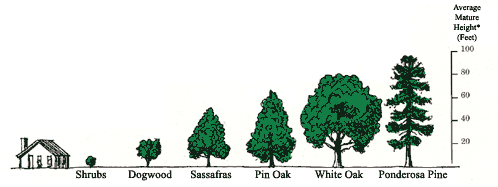 Average
Mature
Height*
(Feet)
100
80
60
40
20
Shrubs Dogwood Sassafras Pin Oak White Oak Ponderosa Pine